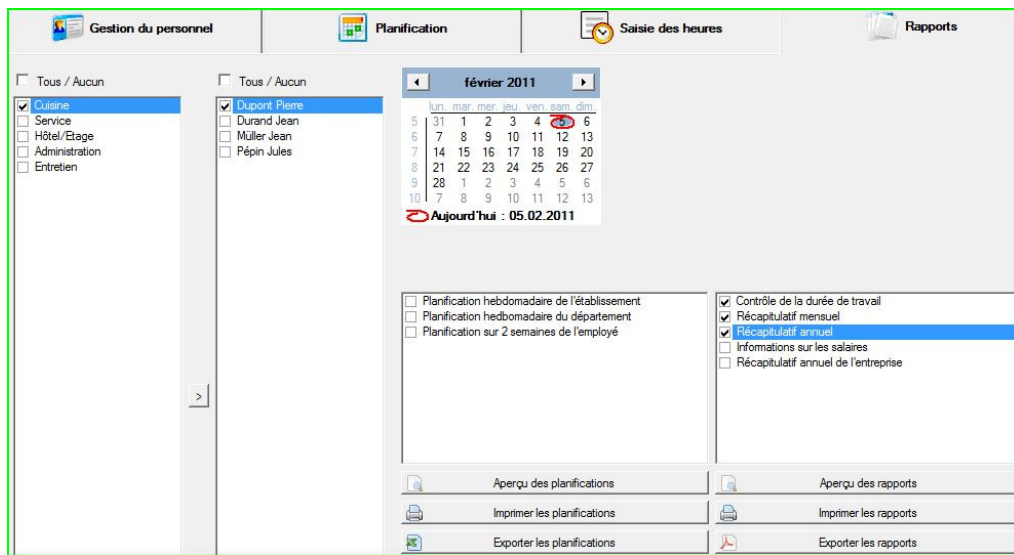 Gestion du personnel
Planification
Saisie des heures
Rapports
Tous / Aucun
Cuisine
Service
Hôtel/Etage
Administration
Entretien
>
Tous / Aucun
Dupont Pierre
Durand Jean
Müller Jean
Pépin Jules
février 2011
lun. mar. mer. jeu. ven. sam. dim.
5 31 1 2 3 4 5 6
6 7 8 9 10 11 12 13
7 14 15 16 17 18 19 20
8 21 22 23 24 25 26 27
9 28 1 2 3 4 5 6
10 7 8 9 10 11 12 13
Aujourd'hui : 05.02.2011
Planification hebdomadaire de l'établissement
Planification hedbomadaire du département
Planification sur 2 semaines de l'employé
Contrôle de la durée de travail
Récapitulatif mensuel
Récapitulatif annuel
Informations sur les salaires
Récapitulatif annuel de l'entreprise
Aperçu des planifications
Aperçu des rapports
Imprimer les planifications
Imprimer les rapports
Exporter les planifications
Exporter les rapports